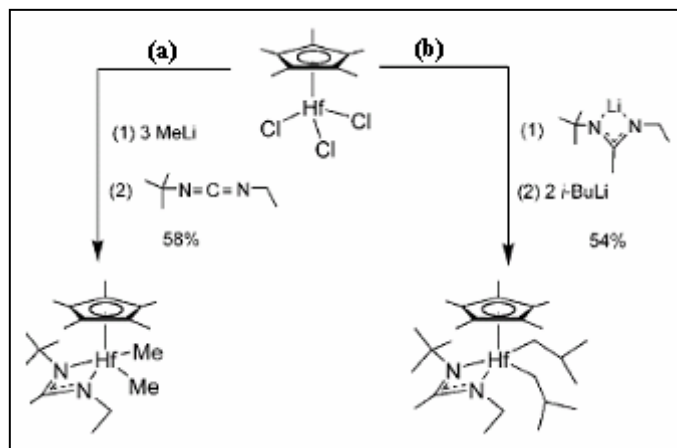 (a)
(b)
Hf
Cl
Cl
Cl
(1) 3 MeLi
(2)
N=C=N
58%
(1)
Li
N
N
(2) 2 i-BuLi
54%
Hf
Me
Me
N
N
Hf
N
N